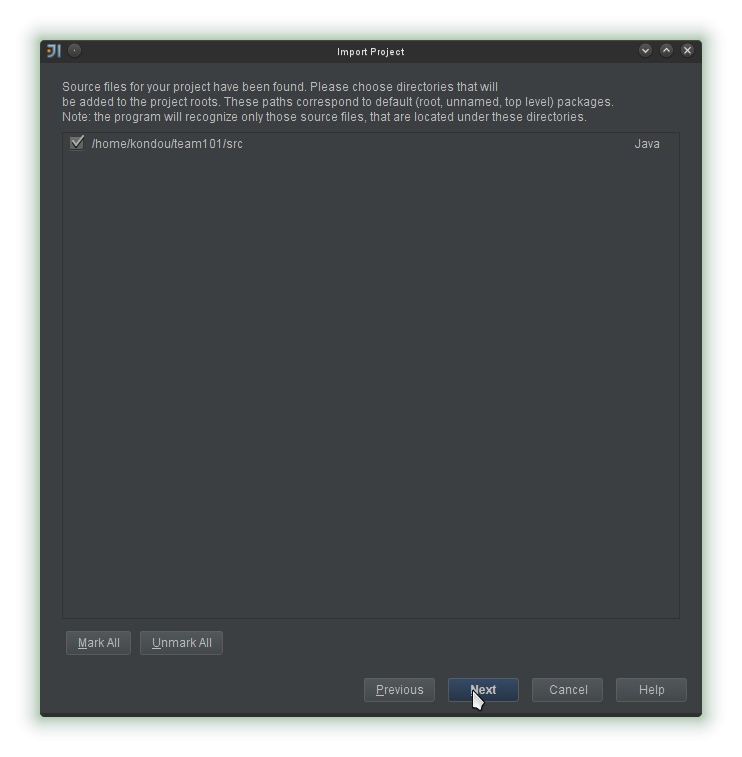 JI
Import Project
Source files for your project have been found. Please choose directories that will
be added to the project roots. These paths correspond to default (root, unnamed, top level) packages.
Note: the program will recognize only those source files, that are located under these directories.
/home/kondou/team101/src Java
Mark All Unmark All
Previous Next Cancel Help